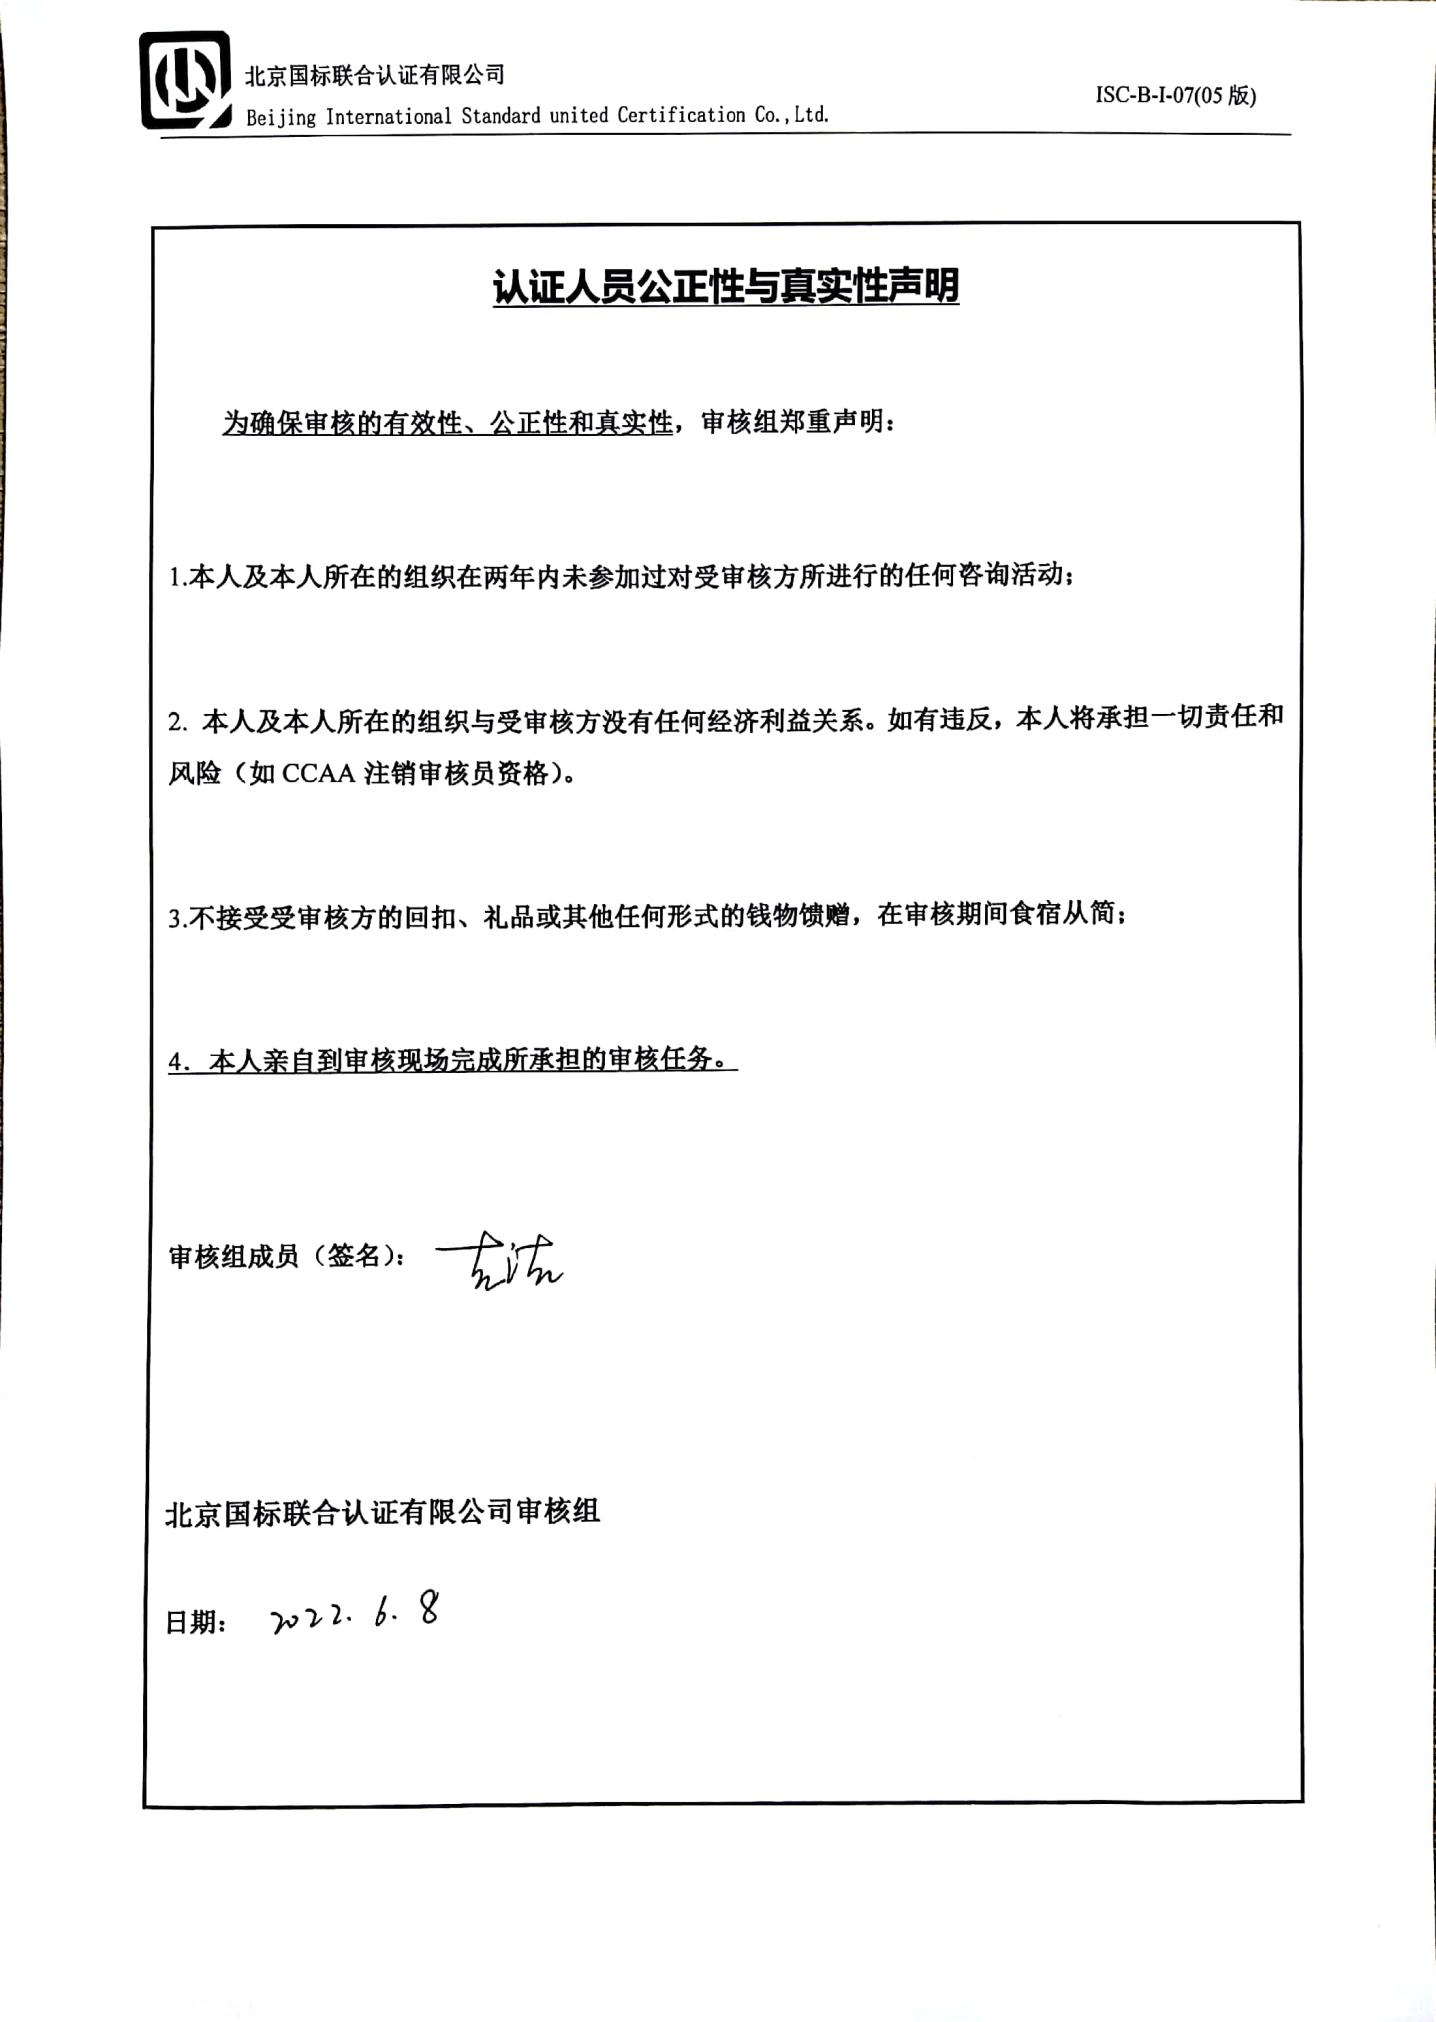 北京国标联合认证有限公司
Beijing International Standard united Certification Co.,Ltd.
ISC-B-I-07(05 版)
认证人员公正性与真实性声明
为确保审核的有效性、公正性和真实性，审核组郑重声明：
1.本人及本人所在的组织在两年内未参加过对受审核方所进行的任何咨询活动；
2. 本人及本人所在的组织与受审核方没有任何经济利益关系。如有违反，本人将承担一切责任和
风险（如 CCAA 注销审核员资格）。
3.不接受受审核方的回扣、礼品或其他任何形式的钱物馈赠，在审核期间食宿从简；
4. 本人亲自到审核现场完成所承担的审核任务。
审核组成员（签名）：
北京国标联合认证有限公司审核组
日期： 2022. 6. 8